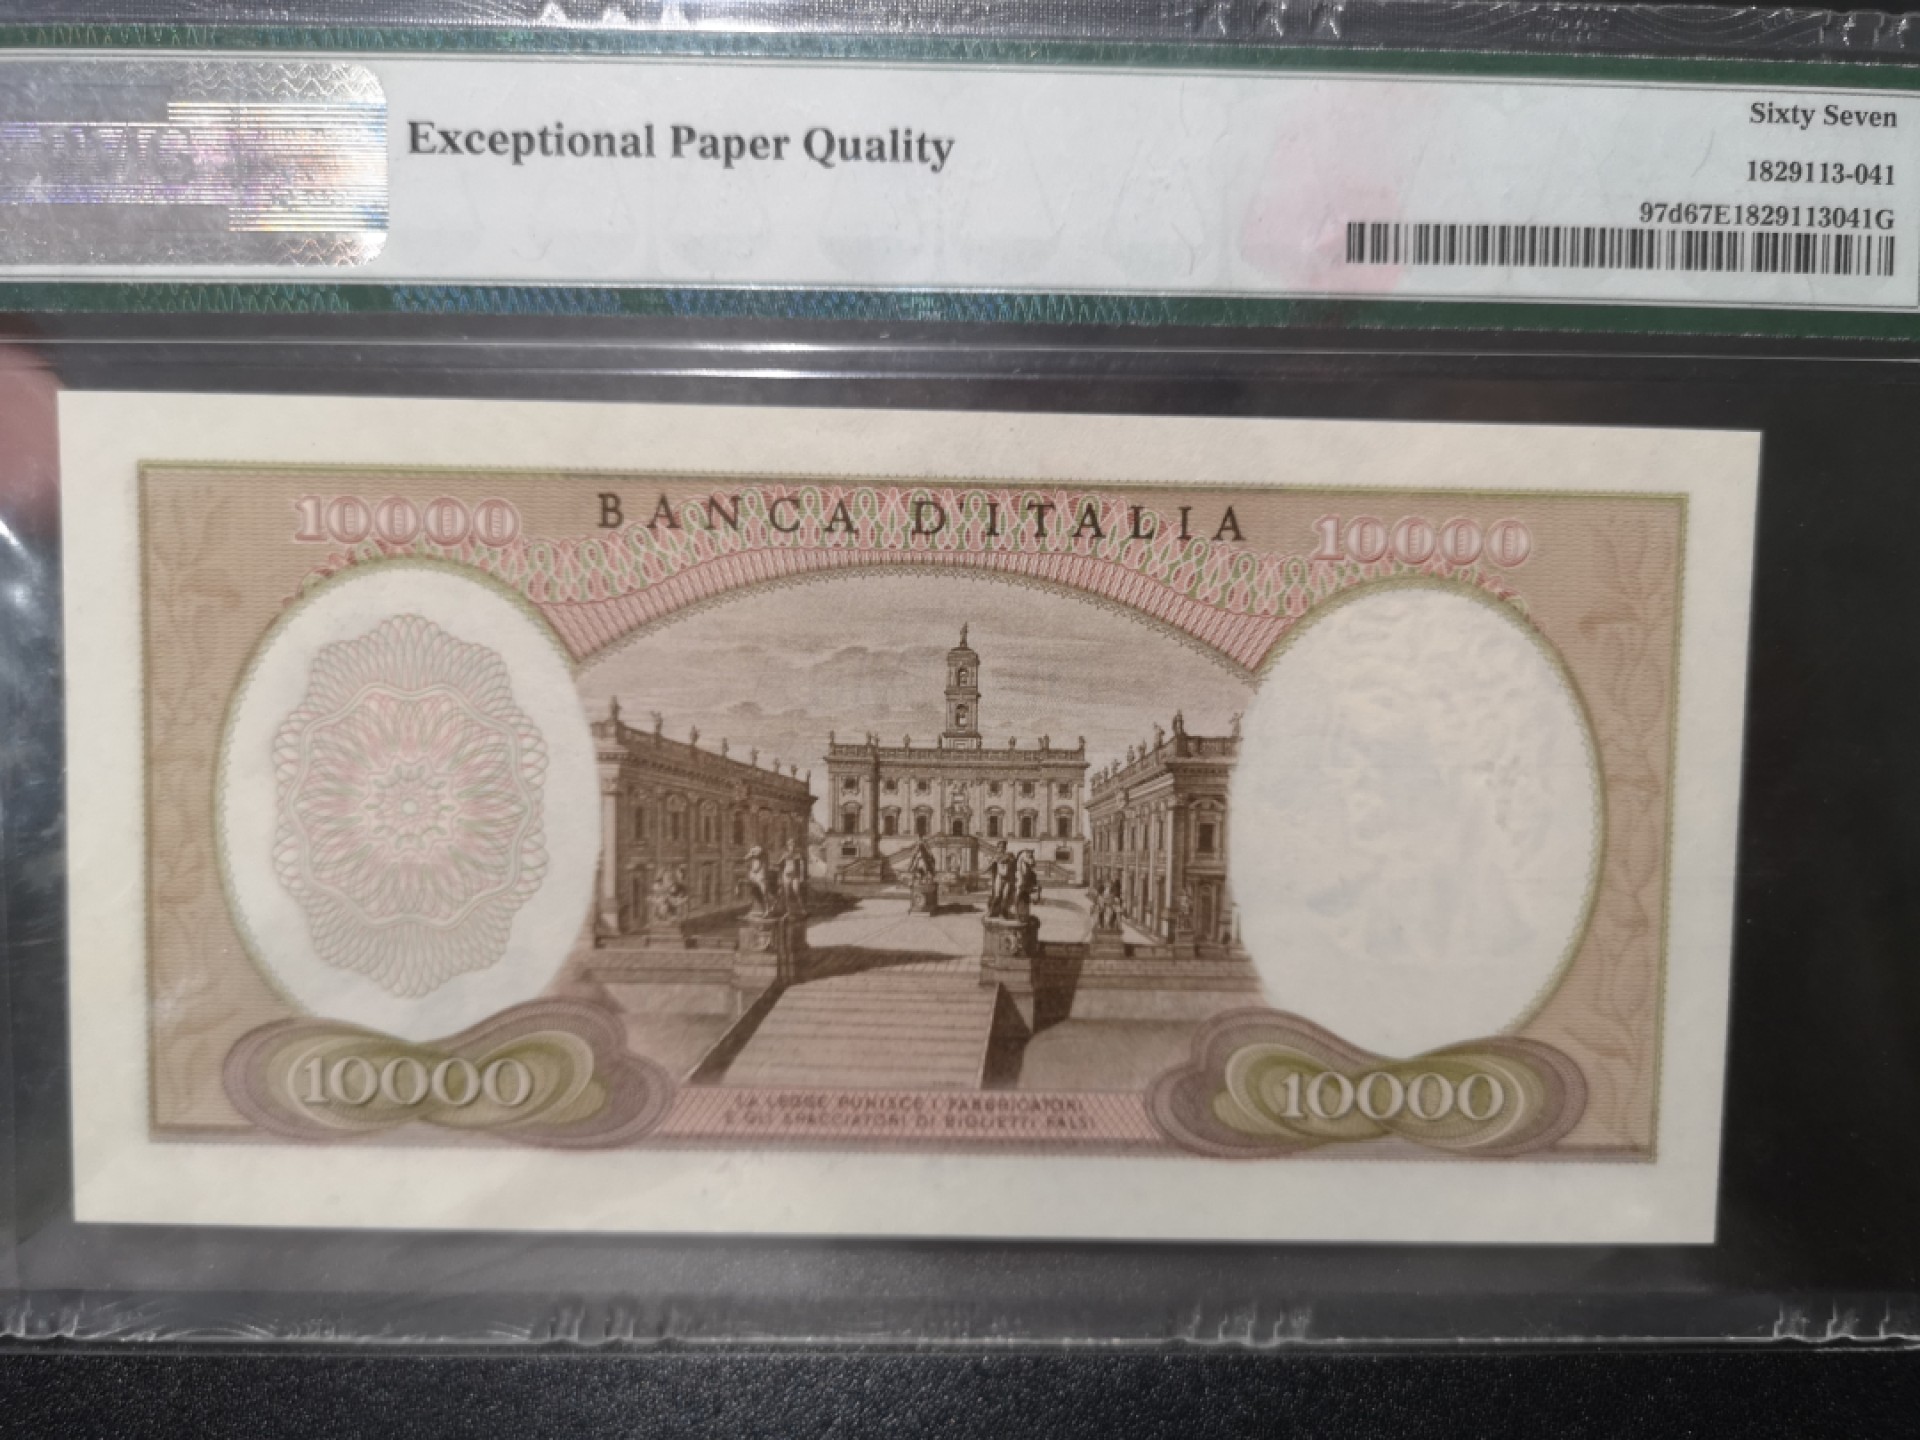 Exceptional Paper Quality
Sixty Seven
1829113-041
97d67E1829113041G
10000 BANCA D'ITALIA 10000
10000 10000
LA LEGGE PUNISCE I FABBRICATORI
E GLI SPACCIATORI DI BIGLIETTI FALSI